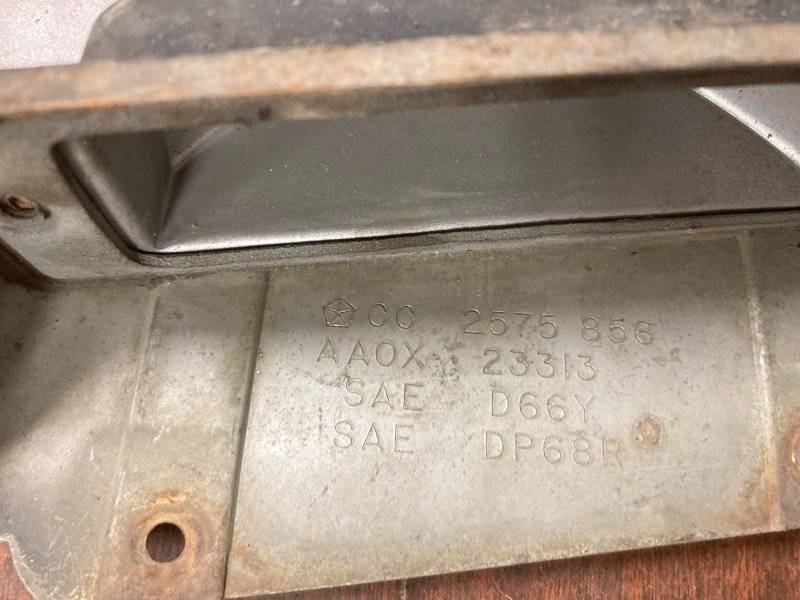 CC 2575 856
AAOX 23313
SAE D66Y
SAE DP68R